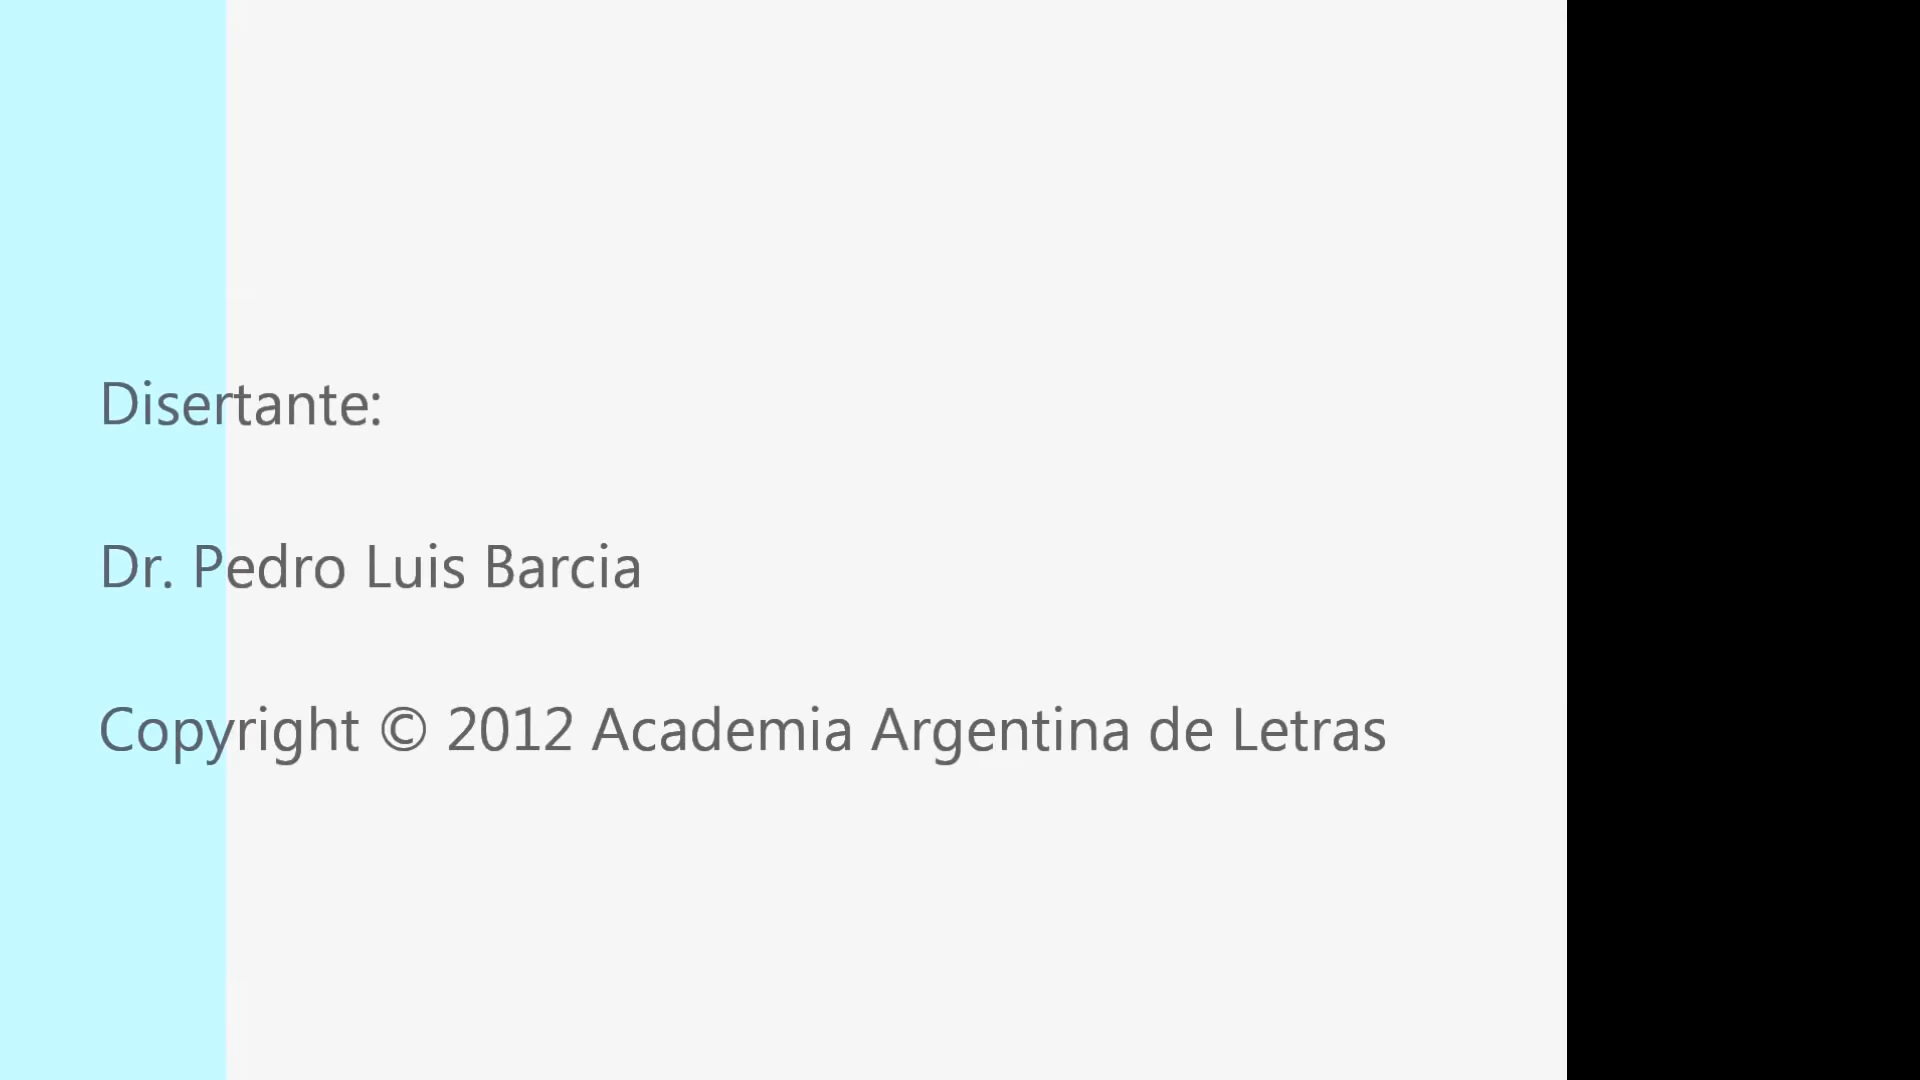 Disertante:
Dr. Pedro Luis Barcia
Copyright © 2012 Academia Argentina de Letras